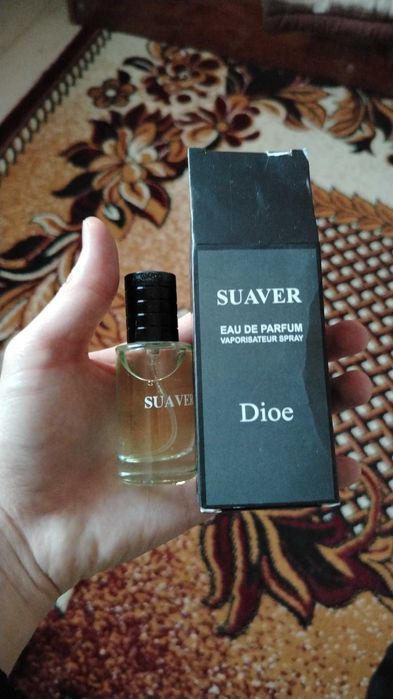 SUAVER
EAU DE PARFUM
VAPORISATEUR SPRAY
Dioe
SUAVER